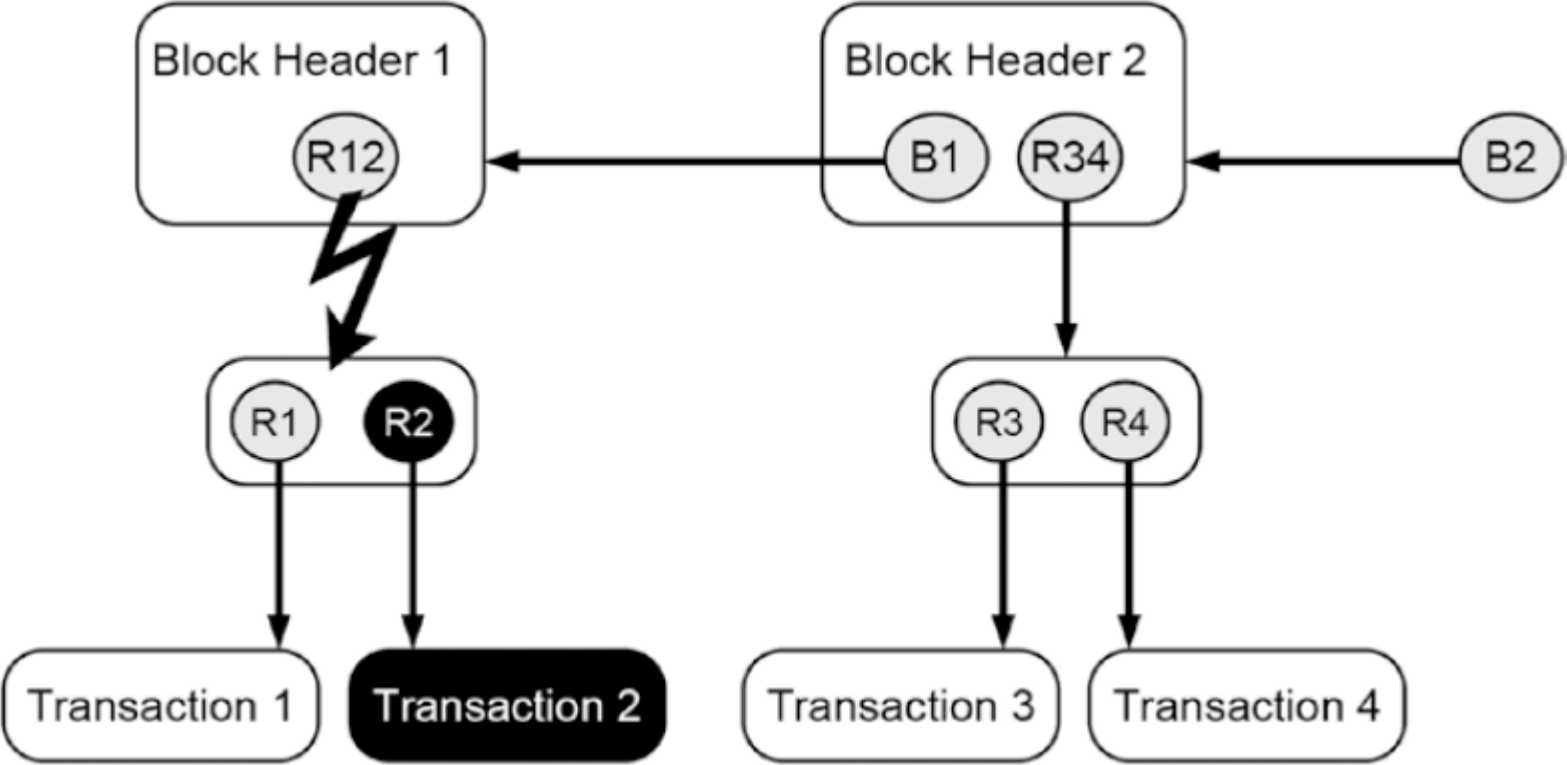 Block Header 1
Block Header 2
R12
B1
R34
B2
R1
R2
R3
R4
Transaction 1
Transaction 2
Transaction 3
Transaction 4